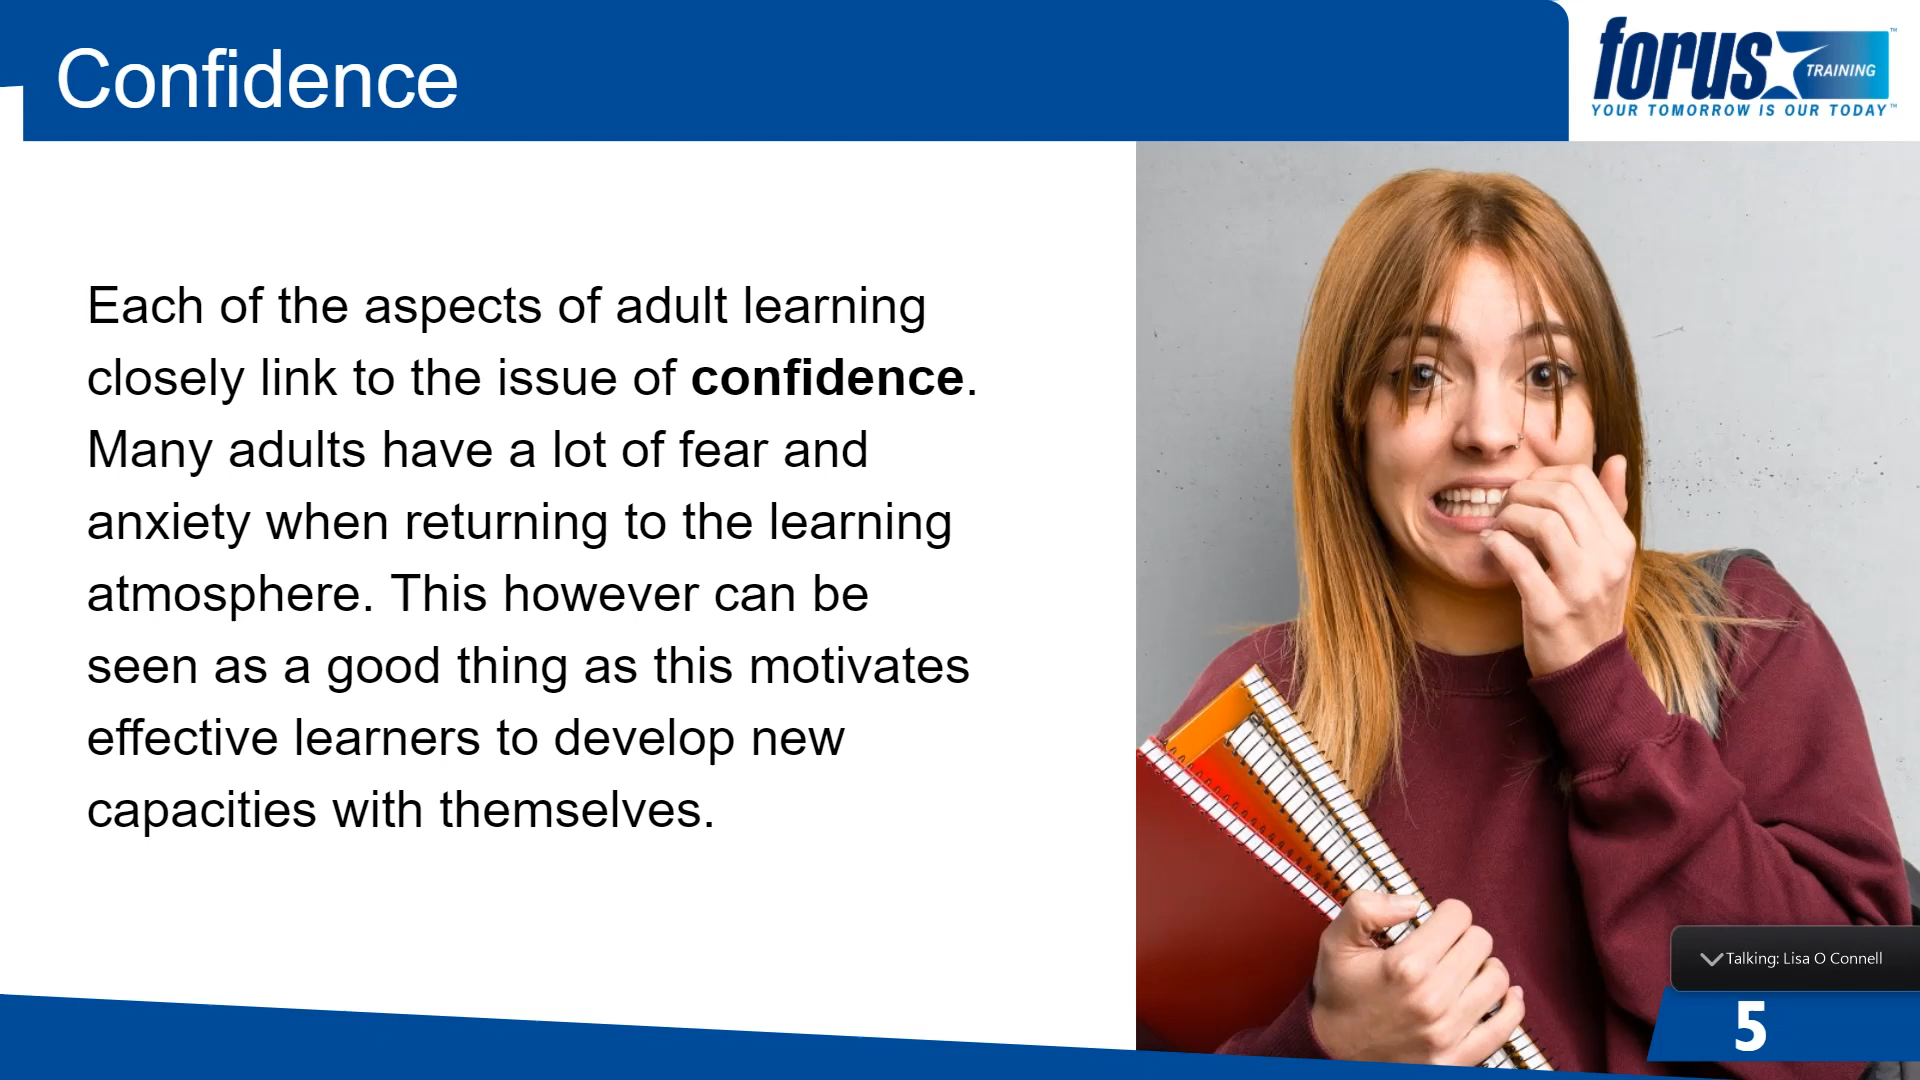 Confidence
forus
TRAINING
YOUR TOMORROW IS OUR TODAY
Each of the aspects of adult learning
closely link to the issue of confidence.
Many adults have a lot of fear and
anxiety when returning to the learning
atmosphere. This however can be
seen as a good thing as this motivates
effective learners to develop new
capacities with themselves.
Talking: Lisa O Connell
5